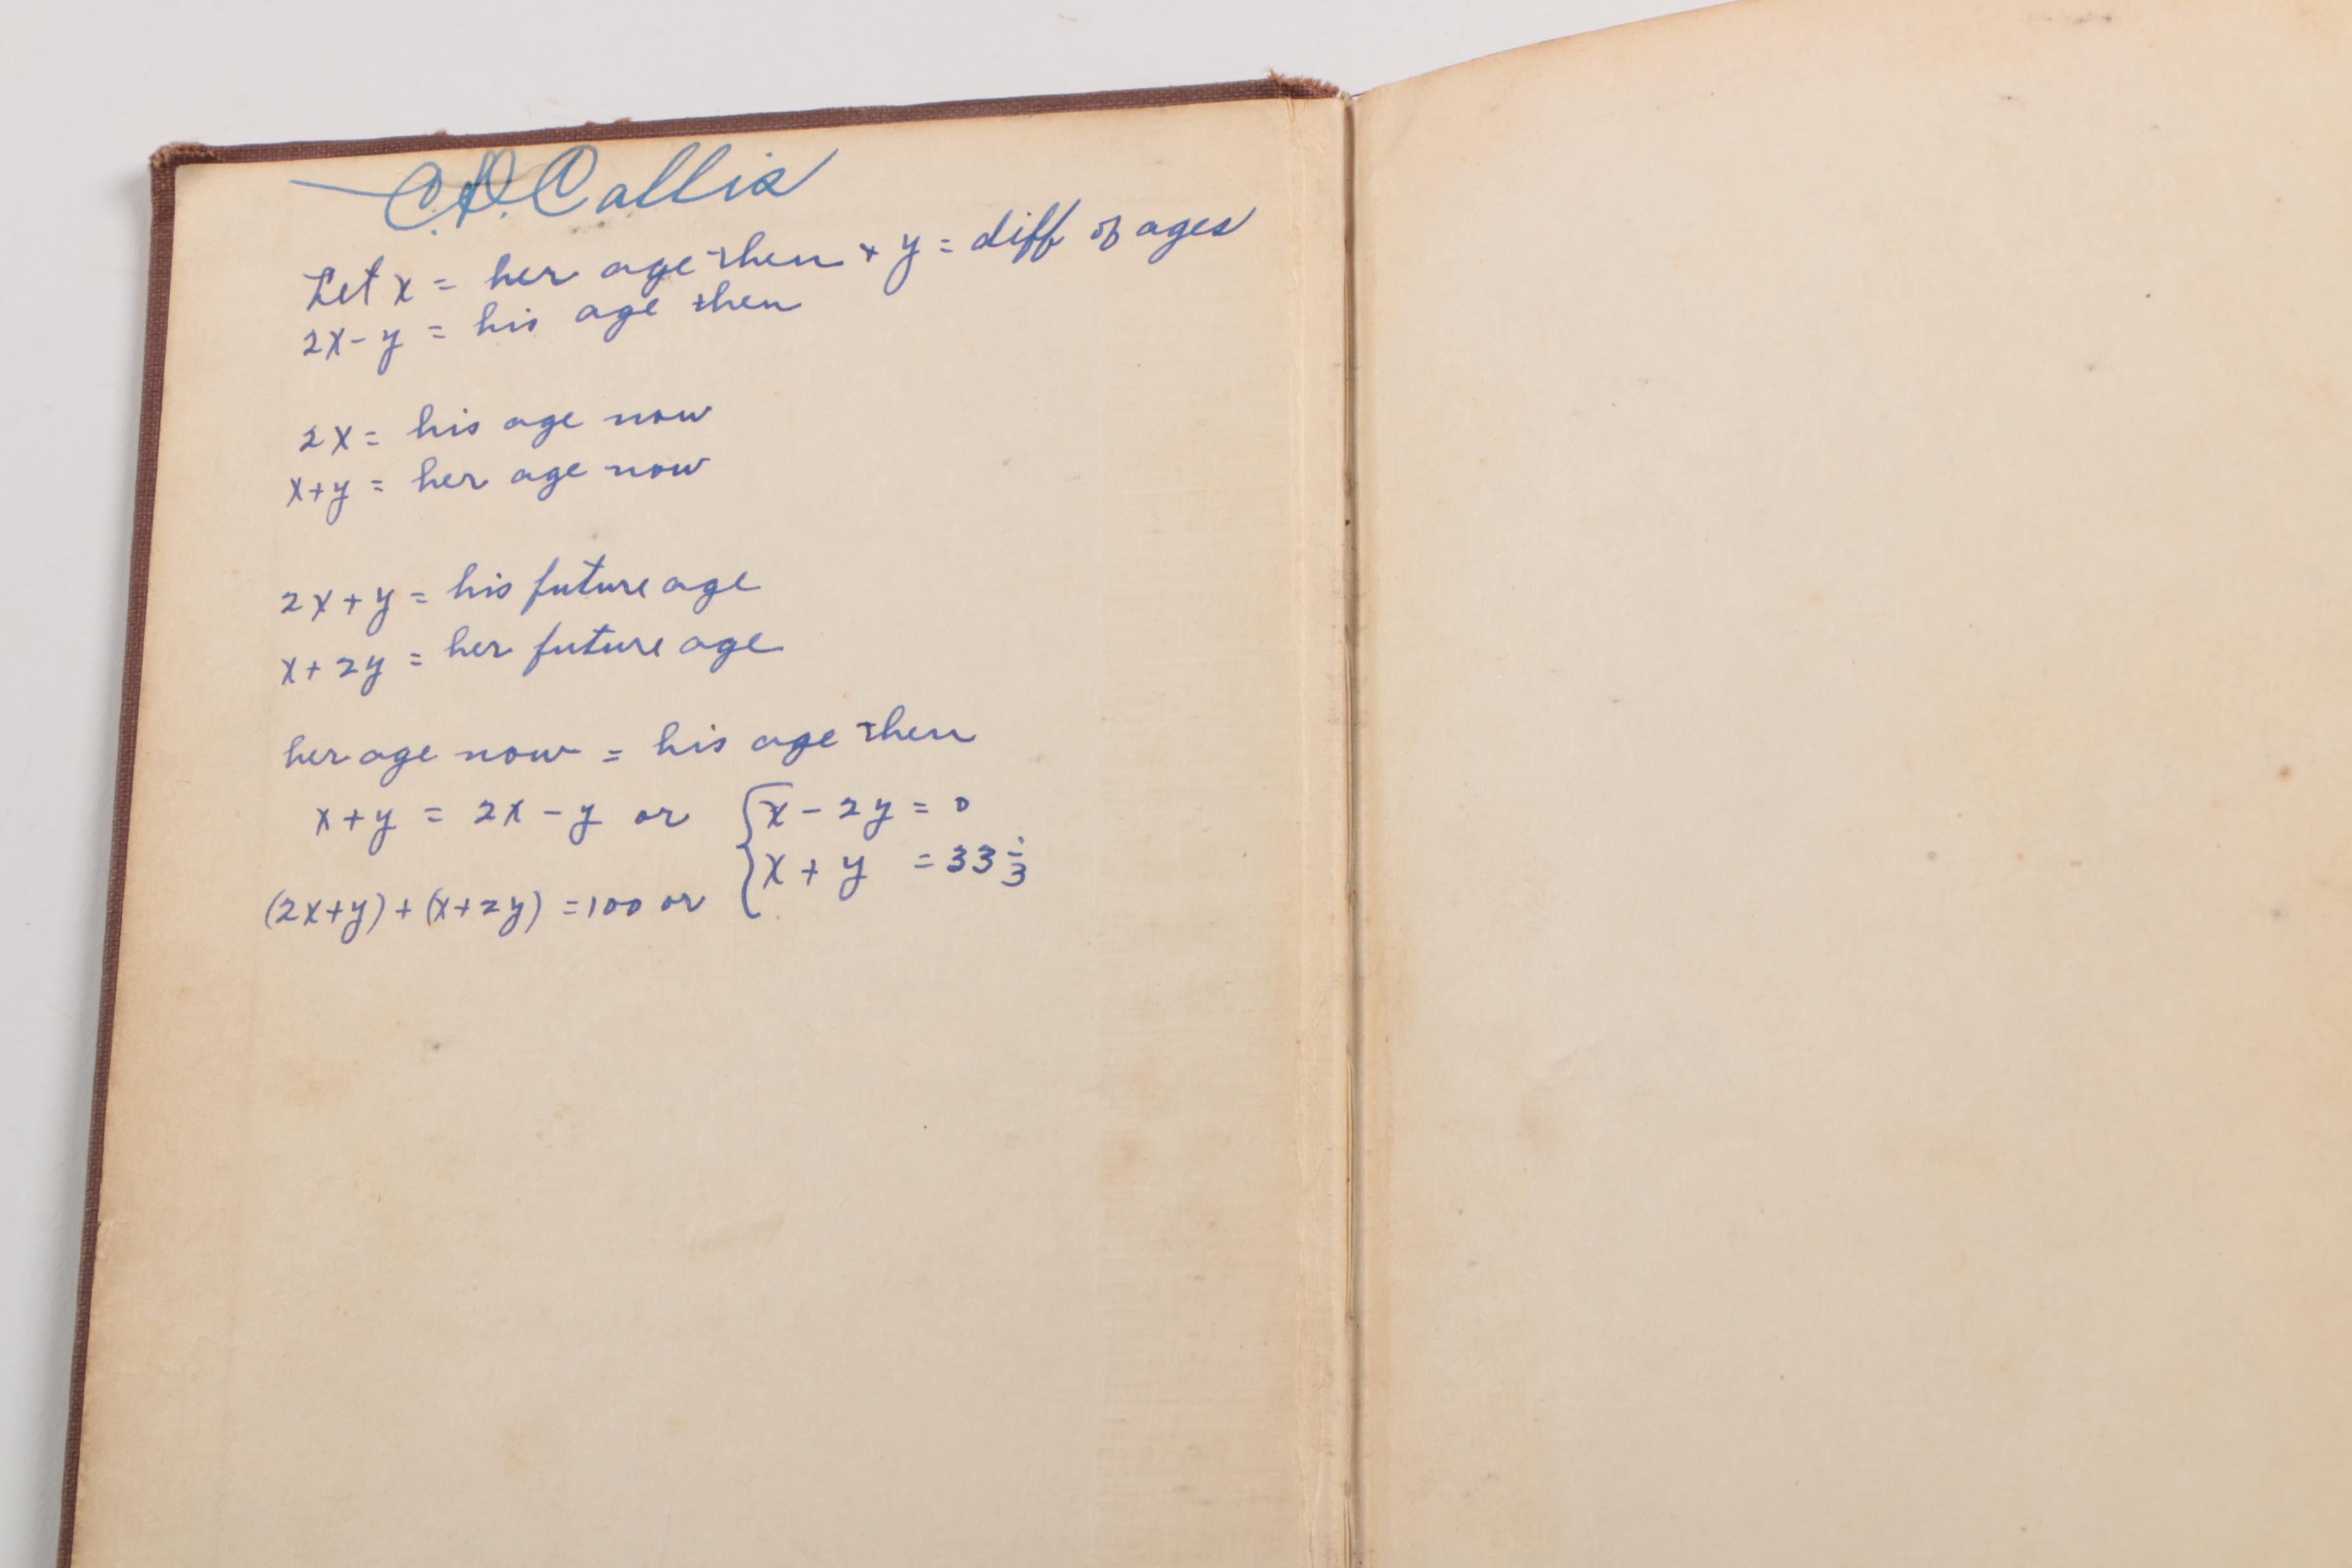 C.D. Callis
Let x = her age then + y = diff of ages
2x - y = his age then
2x = his age now
x+y = her age now
2x + y = his future age
x + 2y = her future age
her age now = his age then
x+y = 2x - y or { x - 2y = 0
x + y = 33 1/3
(2x+y) + (x+2y) = 100 or